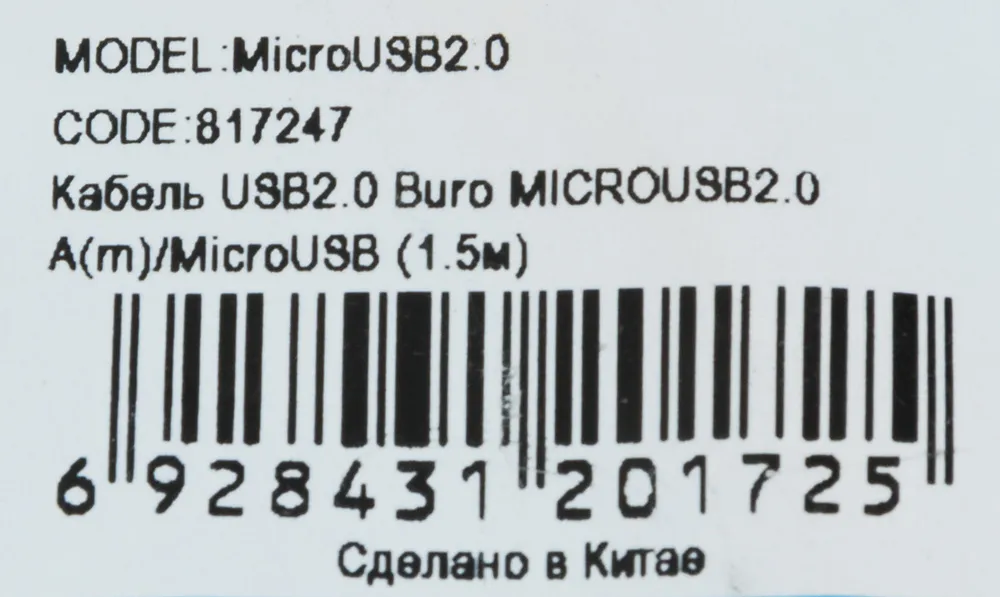 MODEL:MicroUSB2.0
CODE:817247
Кабель USB2.0 Buro MICROUSB2.0
A(m)/MicroUSB (1.5м)
6 928431 201725
Сделано в Китае